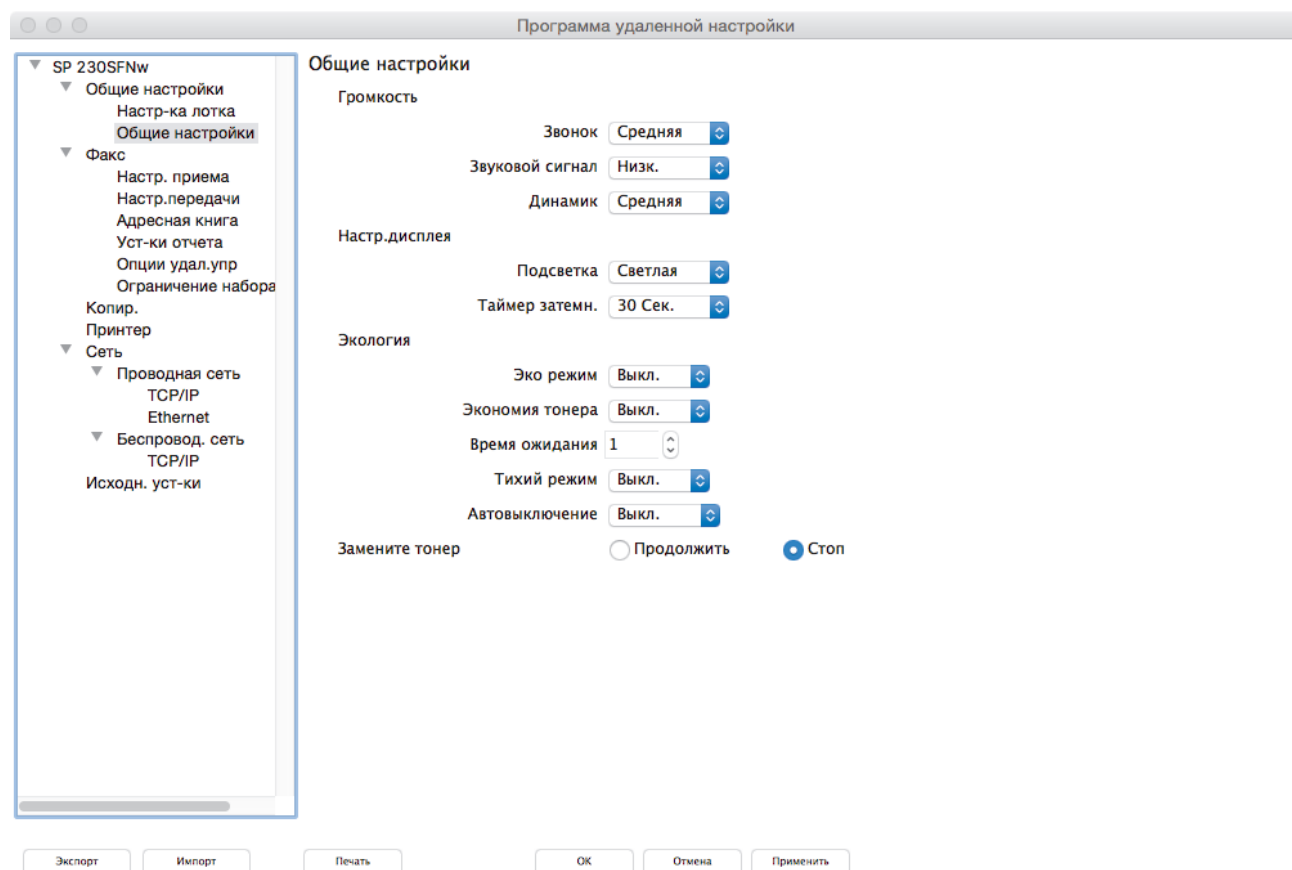 Программа удаленной настройки
SP 230SFNw
Общие настройки
Настр-ка лотка
Общие настройки
Факс
Настр. приема
Настр.передачи
Адресная книга
Уст-ки отчета
Опции удал.упр
Ограничение набора
Копир.
Принтер
Сеть
Проводная сеть
TCP/IP
Ethernet
Беспровод. сеть
TCP/IP
Исходн. уст-ки
Общие настройки
Громкость
Звонок Средняя
Звуковой сигнал Низк.
Динамик Средняя
Настр.дисплея
Подсветка Светлая
Таймер затемн. 30 Сек.
Экология
Эко режим Выкл.
Экономия тонера Выкл.
Время ожидания 1
Тихий режим Выкл.
Автовыключение Выкл.
Замените тонер Продолжить Стоп
Экспорт Импорт Печать ОК Отмена Применить